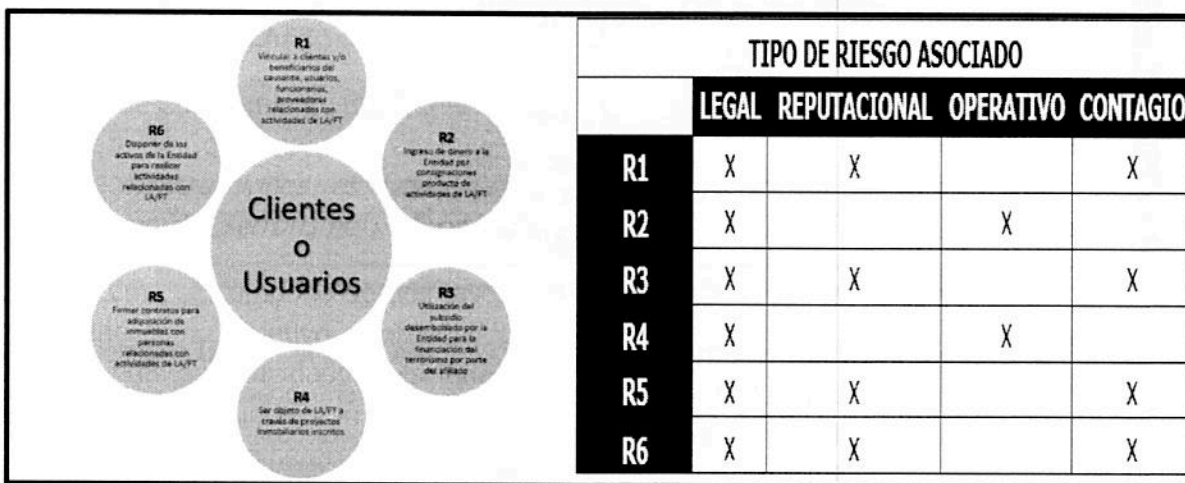 R1
Vincular a clientes y/o
beneficiarios del
causante, usuarios,
funcionarios,
proveedores
relacionados con
actividades de LA/FT
R2
Ingreso de dinero a la
Entidad por
consignaciones
producto de
actividades de LA/FT
R3
Utilización del
subsidio
desembolsado por la
Entidad para la
financiación del
terrorismo por parte
del afiliado
R4
Ser objeto de LA/FT a
través de proyectos
inmobiliarios inscritos
R5
Firmar contratos para
adquisición de
inmuebles con
personas
relacionadas con
actividades de LA/FT
R6
Disponer de los
activos de la Entidad
para realizar
actividades
relacionadas con
LA/FT
Clientes
o
Usuarios
TIPO DE RIESGO ASOCIADO
LEGAL REPUTACIONAL OPERATIVO CONTAGIO
R1 X X X
R2 X X
R3 X X X
R4 X X
R5 X X X
R6 X X X